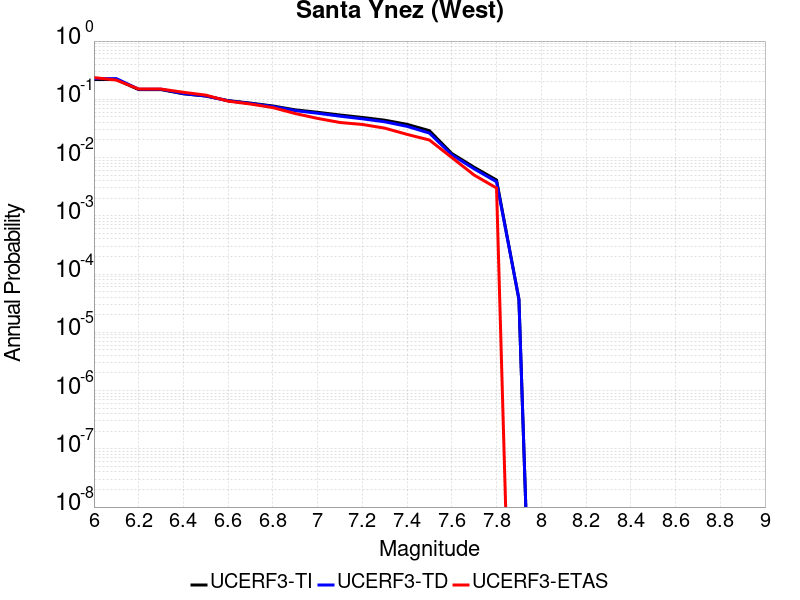 Santa Ynez (West)
10^0
10^-1
10^-2
10^-3
10^-4
10^-5
10^-6
10^-7
10^-8
Annual Probability
6 6.2 6.4 6.6 6.8 7 7.2 7.4 7.6 7.8 8 8.2 8.4 8.6 8.8 9
Magnitude
UCERF3-TI UCERF3-TD UCERF3-ETAS